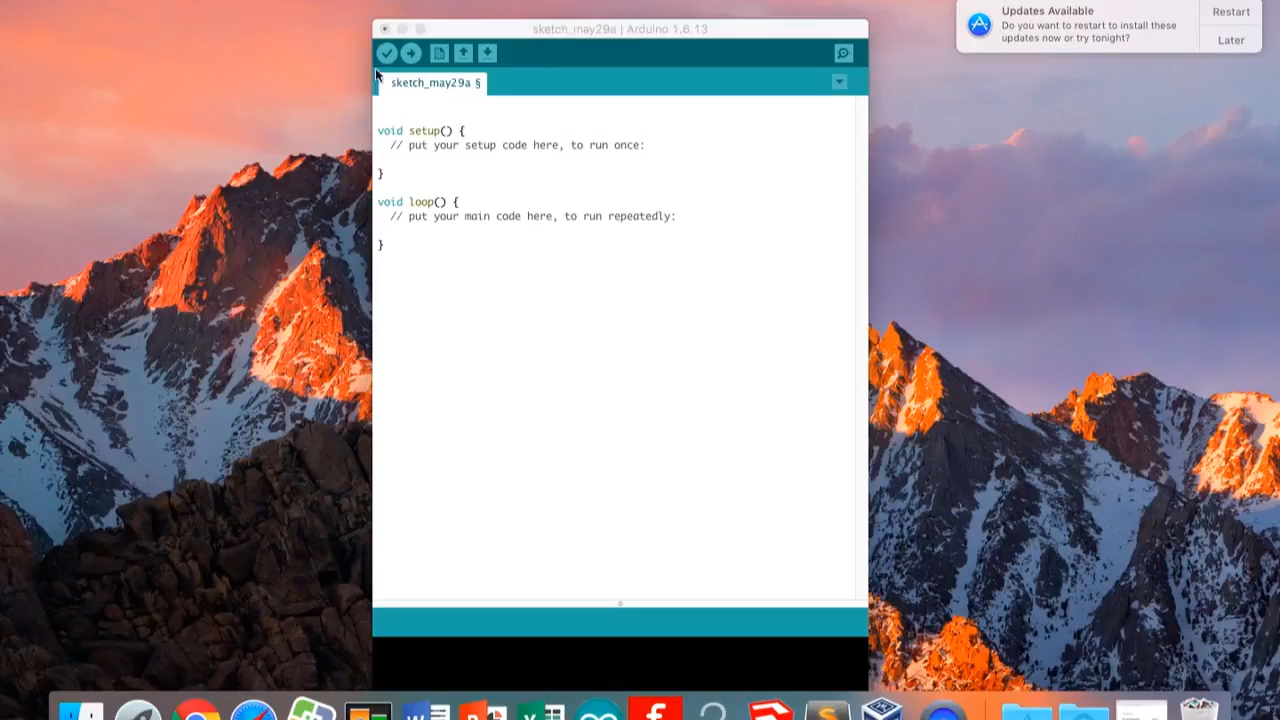 sketch_may29a | Arduino 1.6.13
Updates Available
Do you want to restart to install these
updates now or try tonight?
Restart
Later
sketch_may29a §
void setup() {
// put your setup code here, to run once:
}
void loop() {
// put your main code here, to run repeatedly:
}